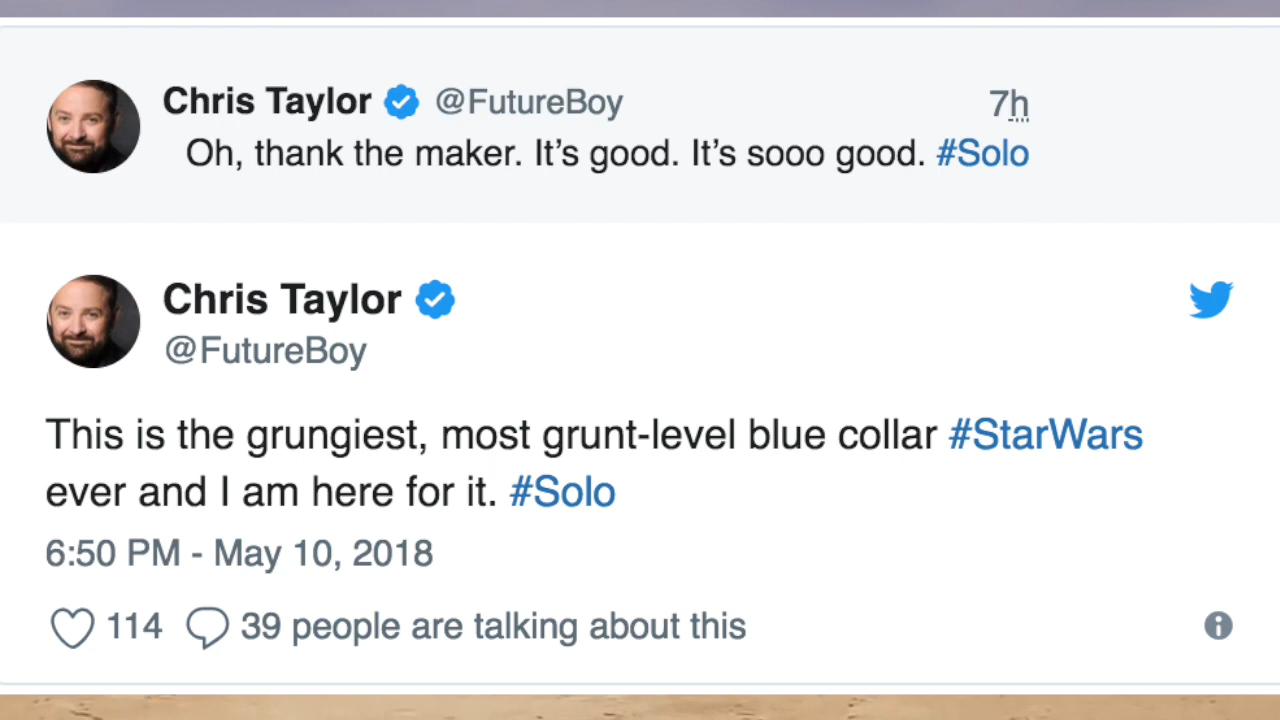 Chris Taylor @FutureBoy 7h
Oh, thank the maker. It’s good. It’s sooo good. #Solo
Chris Taylor
@FutureBoy
This is the grungiest, most grunt-level blue collar #StarWars
ever and I am here for it. #Solo
6:50 PM - May 10, 2018
114 39 people are talking about this